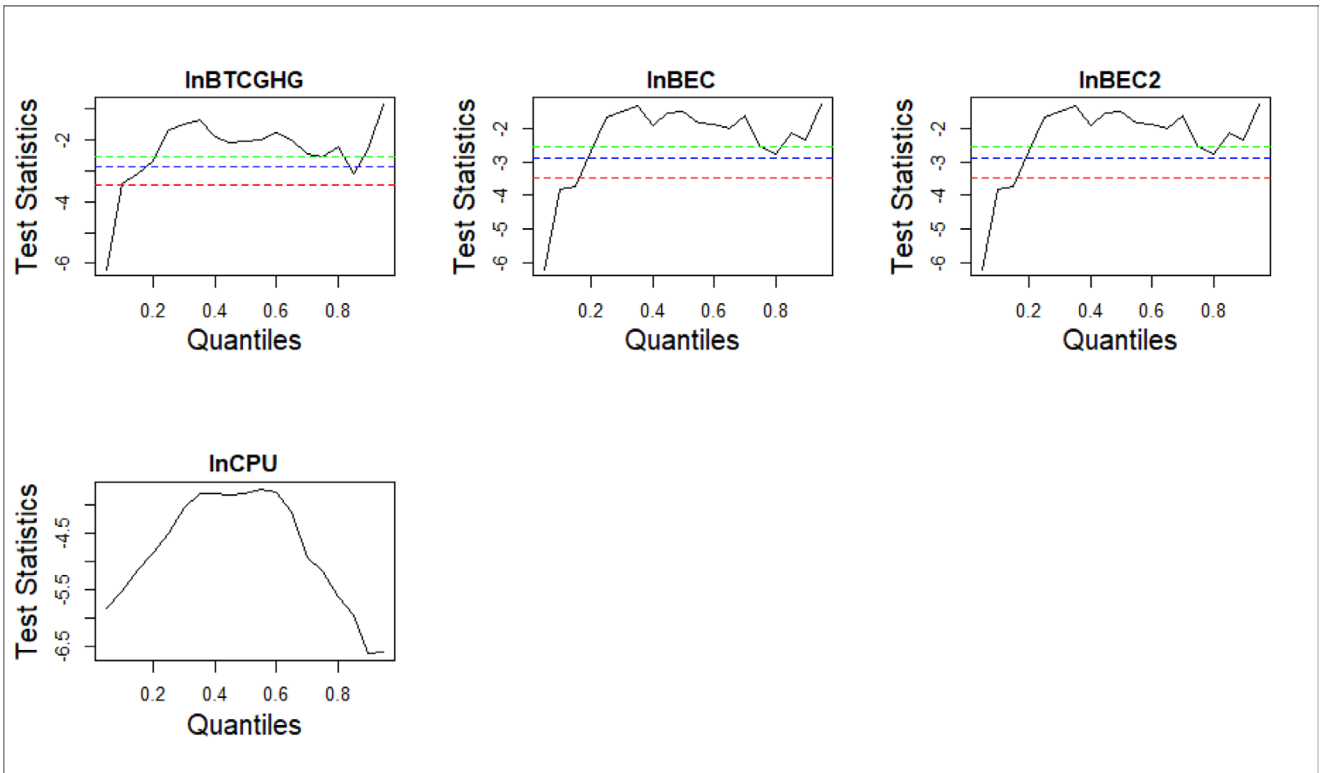 lnBTCGHG
Test Statistics
-2
-4
-6
0.2 0.4 0.6 0.8
Quantiles
lnBEC
Test Statistics
-2
-3
-4
-5
-6
0.2 0.4 0.6 0.8
Quantiles
lnBEC2
Test Statistics
-2
-3
-4
-5
-6
0.2 0.4 0.6 0.8
Quantiles
lnCPU
Test Statistics
-4.5
-5.5
-6.5
0.2 0.4 0.6 0.8
Quantiles